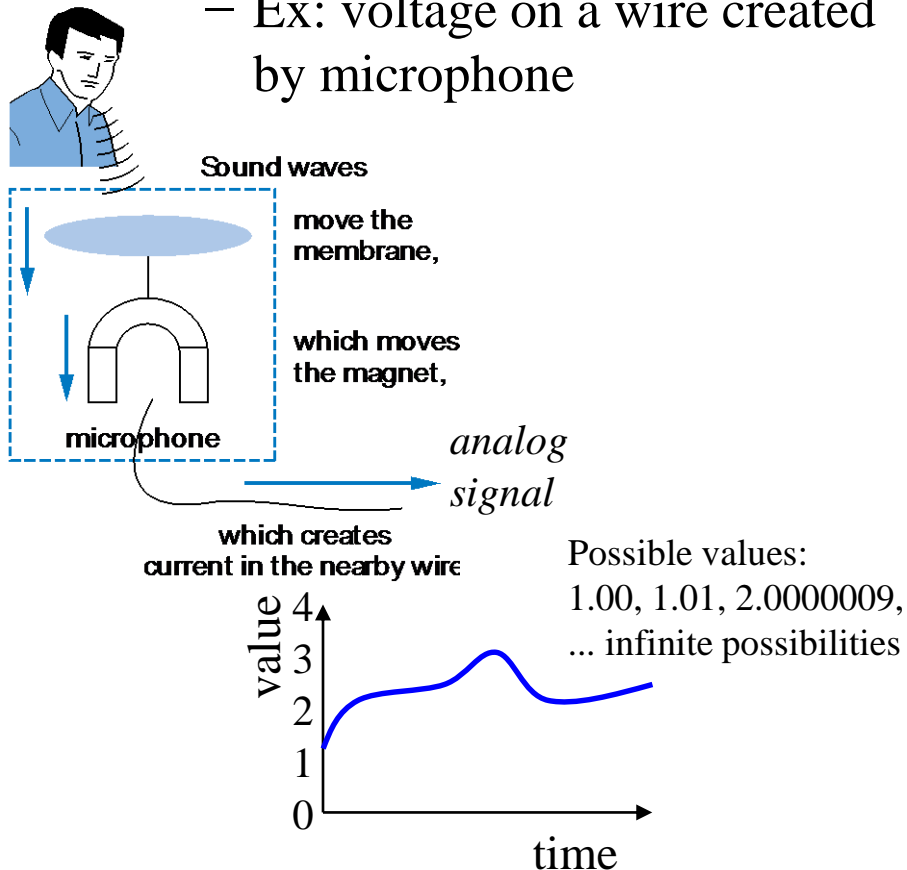 – Ex: voltage on a wire created
by microphone
Sound waves
move the
membrane,
which moves
the magnet,
microphone
analog
signal
which creates
current in the nearby wire
Possible values:
1.00, 1.01, 2.0000009,
... infinite possibilities
value
4
3
2
1
0
time